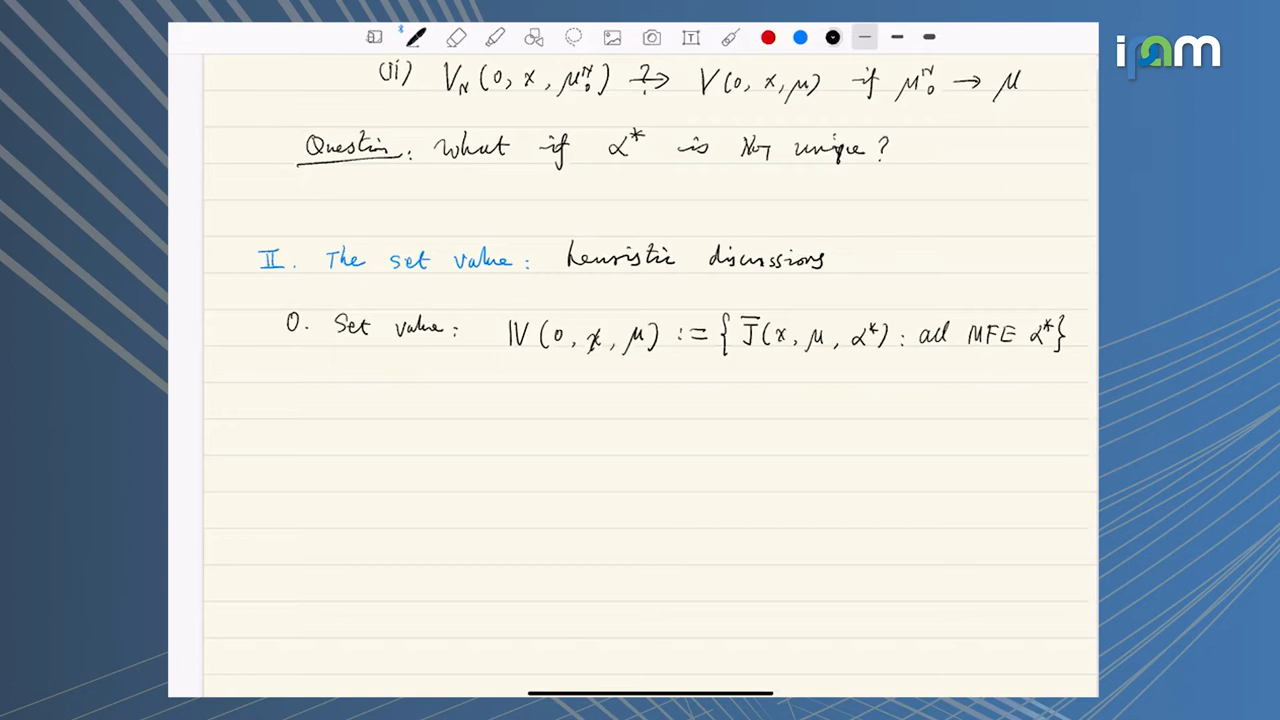 ipam
(ii) V_N(0, x, μ_0^N) →? V(0, x, μ) if μ_0^N → μ
Question: What if α* is Not unique?
II. The set value: heuristic discussions
0. Set value: 𝕍(0, x, μ) := { J̅(x, μ, α*) : all MFE α* }